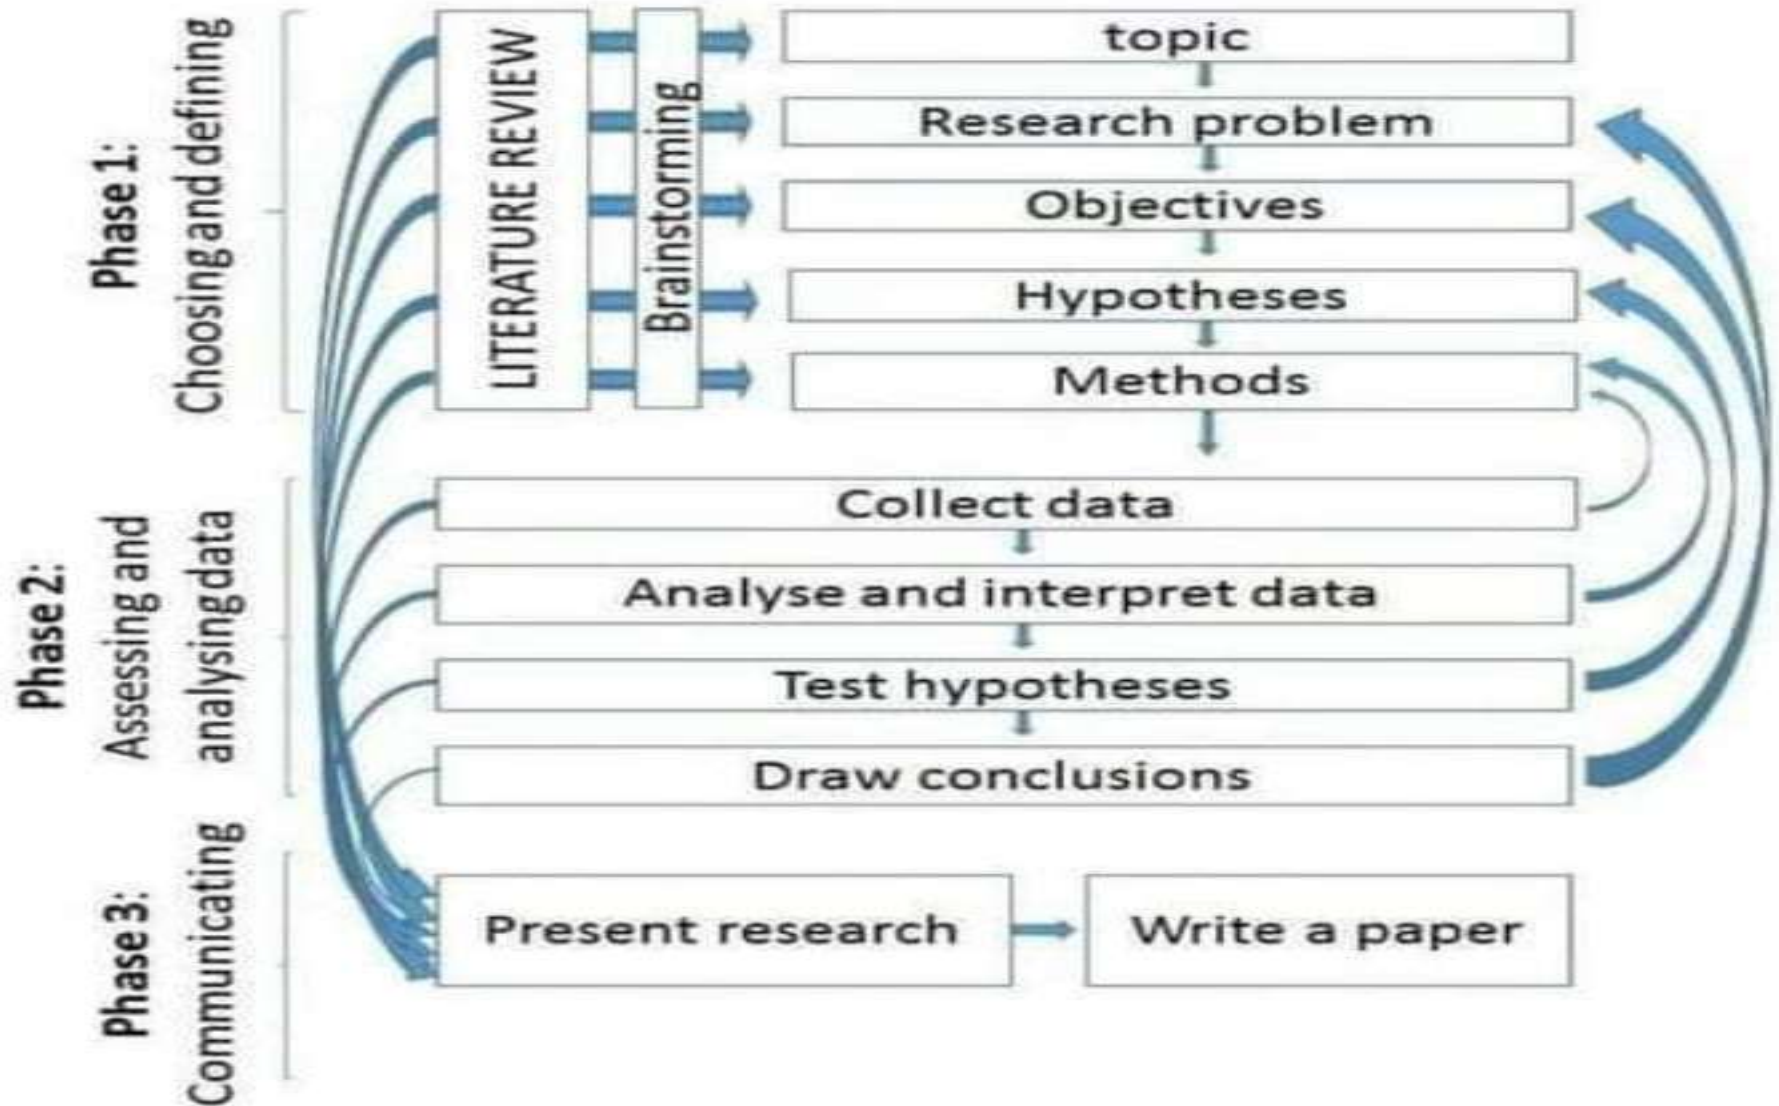 Phase 1:
Choosing and defining
LITERATURE REVIEW
Brainstorming
topic
Research problem
Objectives
Hypotheses
Methods
Phase 2:
Assessing and
analysing data
Collect data
Analyse and interpret data
Test hypotheses
Draw conclusions
Phase 3:
Communicating
Present research
Write a paper